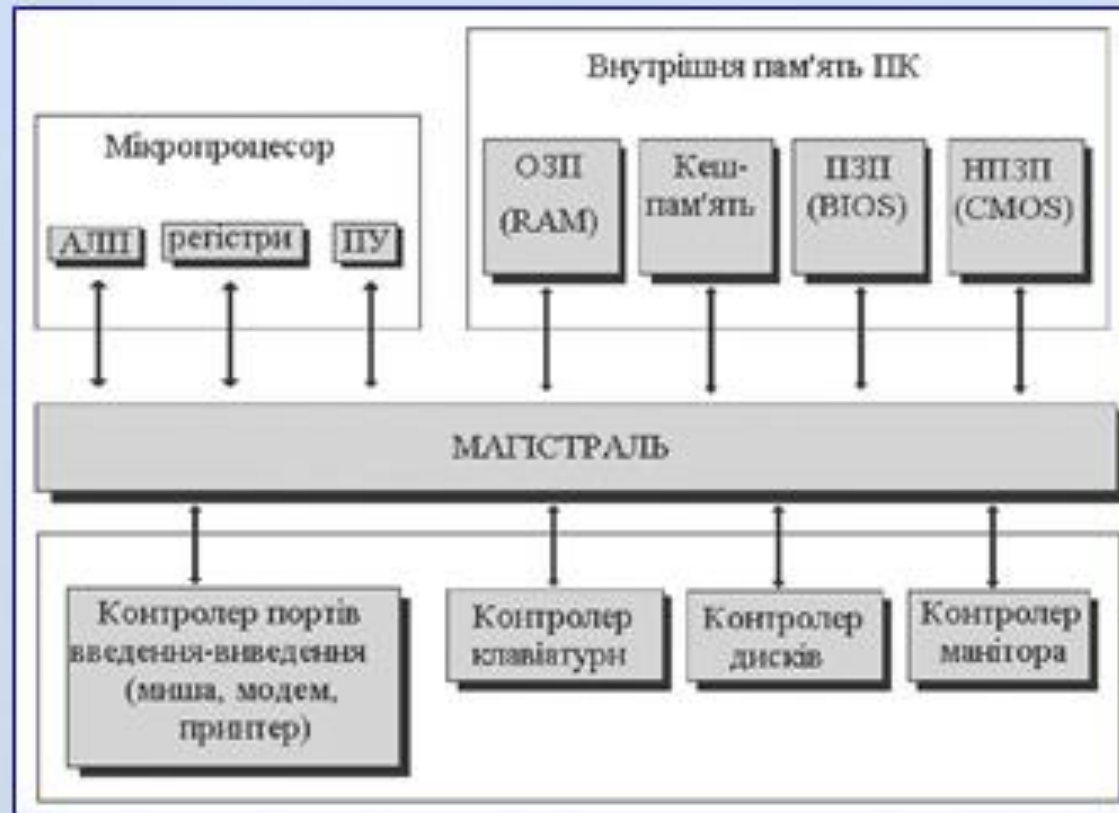 Внутрішня пам'ять ПК
Мікропроцесор
АЛП
регістри
ПУ
ОЗП
(RAM)
Кеш-
пам'ять
ПЗП
(BIOS)
НПЗП
(CMOS)
МАГІСТРАЛЬ
Контролер портів
введення-виведення
(миша, модем,
принтер)
Контролер
клавіатури
Контролер
дисків
Контролер
манітора